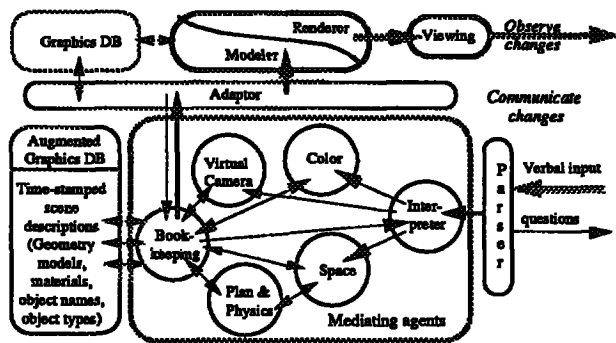 Graphics DB
Renderer
Modeler
Viewing
Observe
changes
Adaptor
Communicate
changes
Augmented
Graphics DB
Time-stamped
scene
descriptions
(Geometry
models,
materials,
object names,
object types)
Virtual
Camera
Color
Inter-
preter
Book-
keeping
Space
Plan &
Physics
Mediating agents
Parser
Verbal input
questions